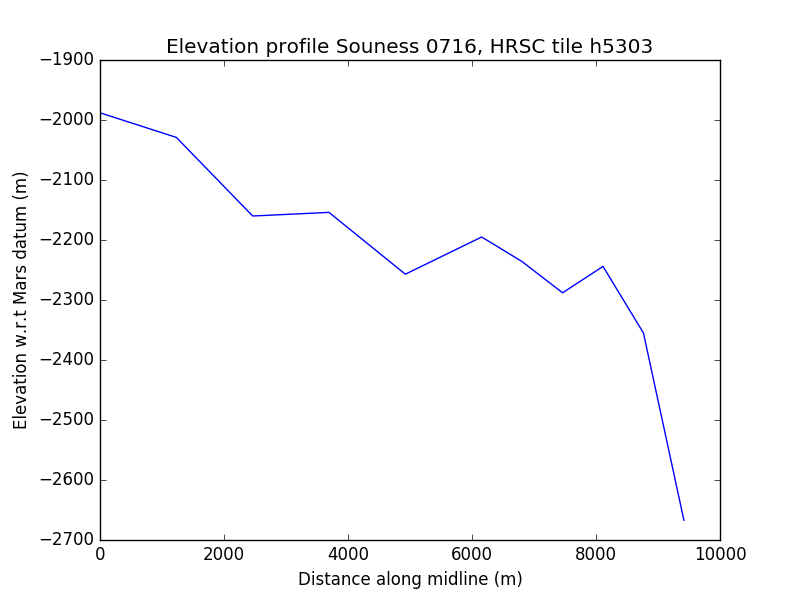 Elevation profile Souness 0716, HRSC tile h5303
−1900
−2000
−2100
−2200
−2300
−2400
−2500
−2600
−2700
Elevation w.r.t Mars datum (m)
0 2000 4000 6000 8000 10000
Distance along midline (m)